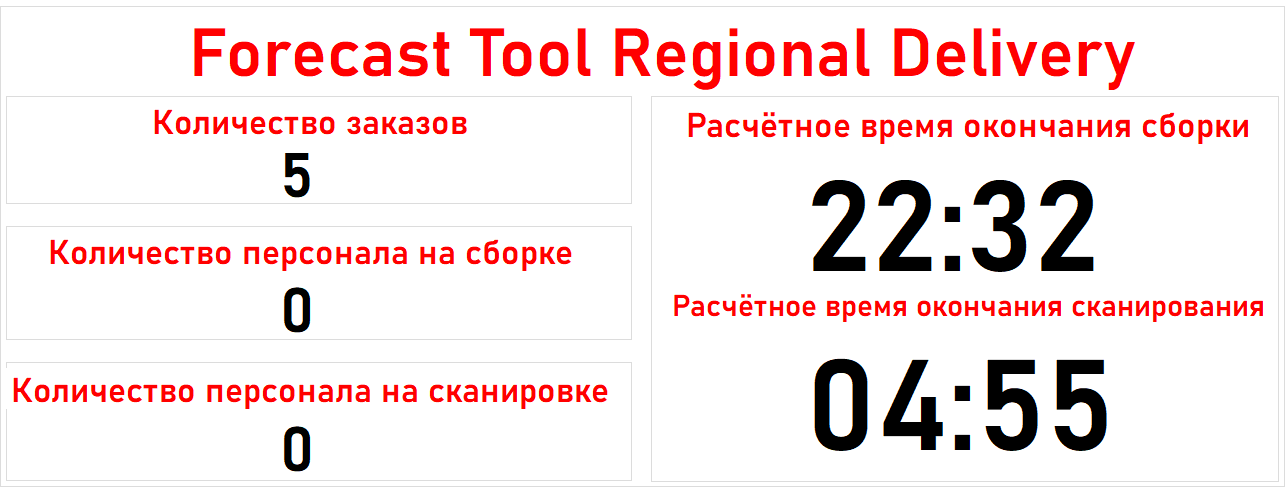 Forecast Tool Regional Delivery
Количество заказов
5
Количество персонала на сборке
0
Количество персонала на сканировке
0
Расчётное время окончания сборки
22:32
Расчётное время окончания сканирования
04:55